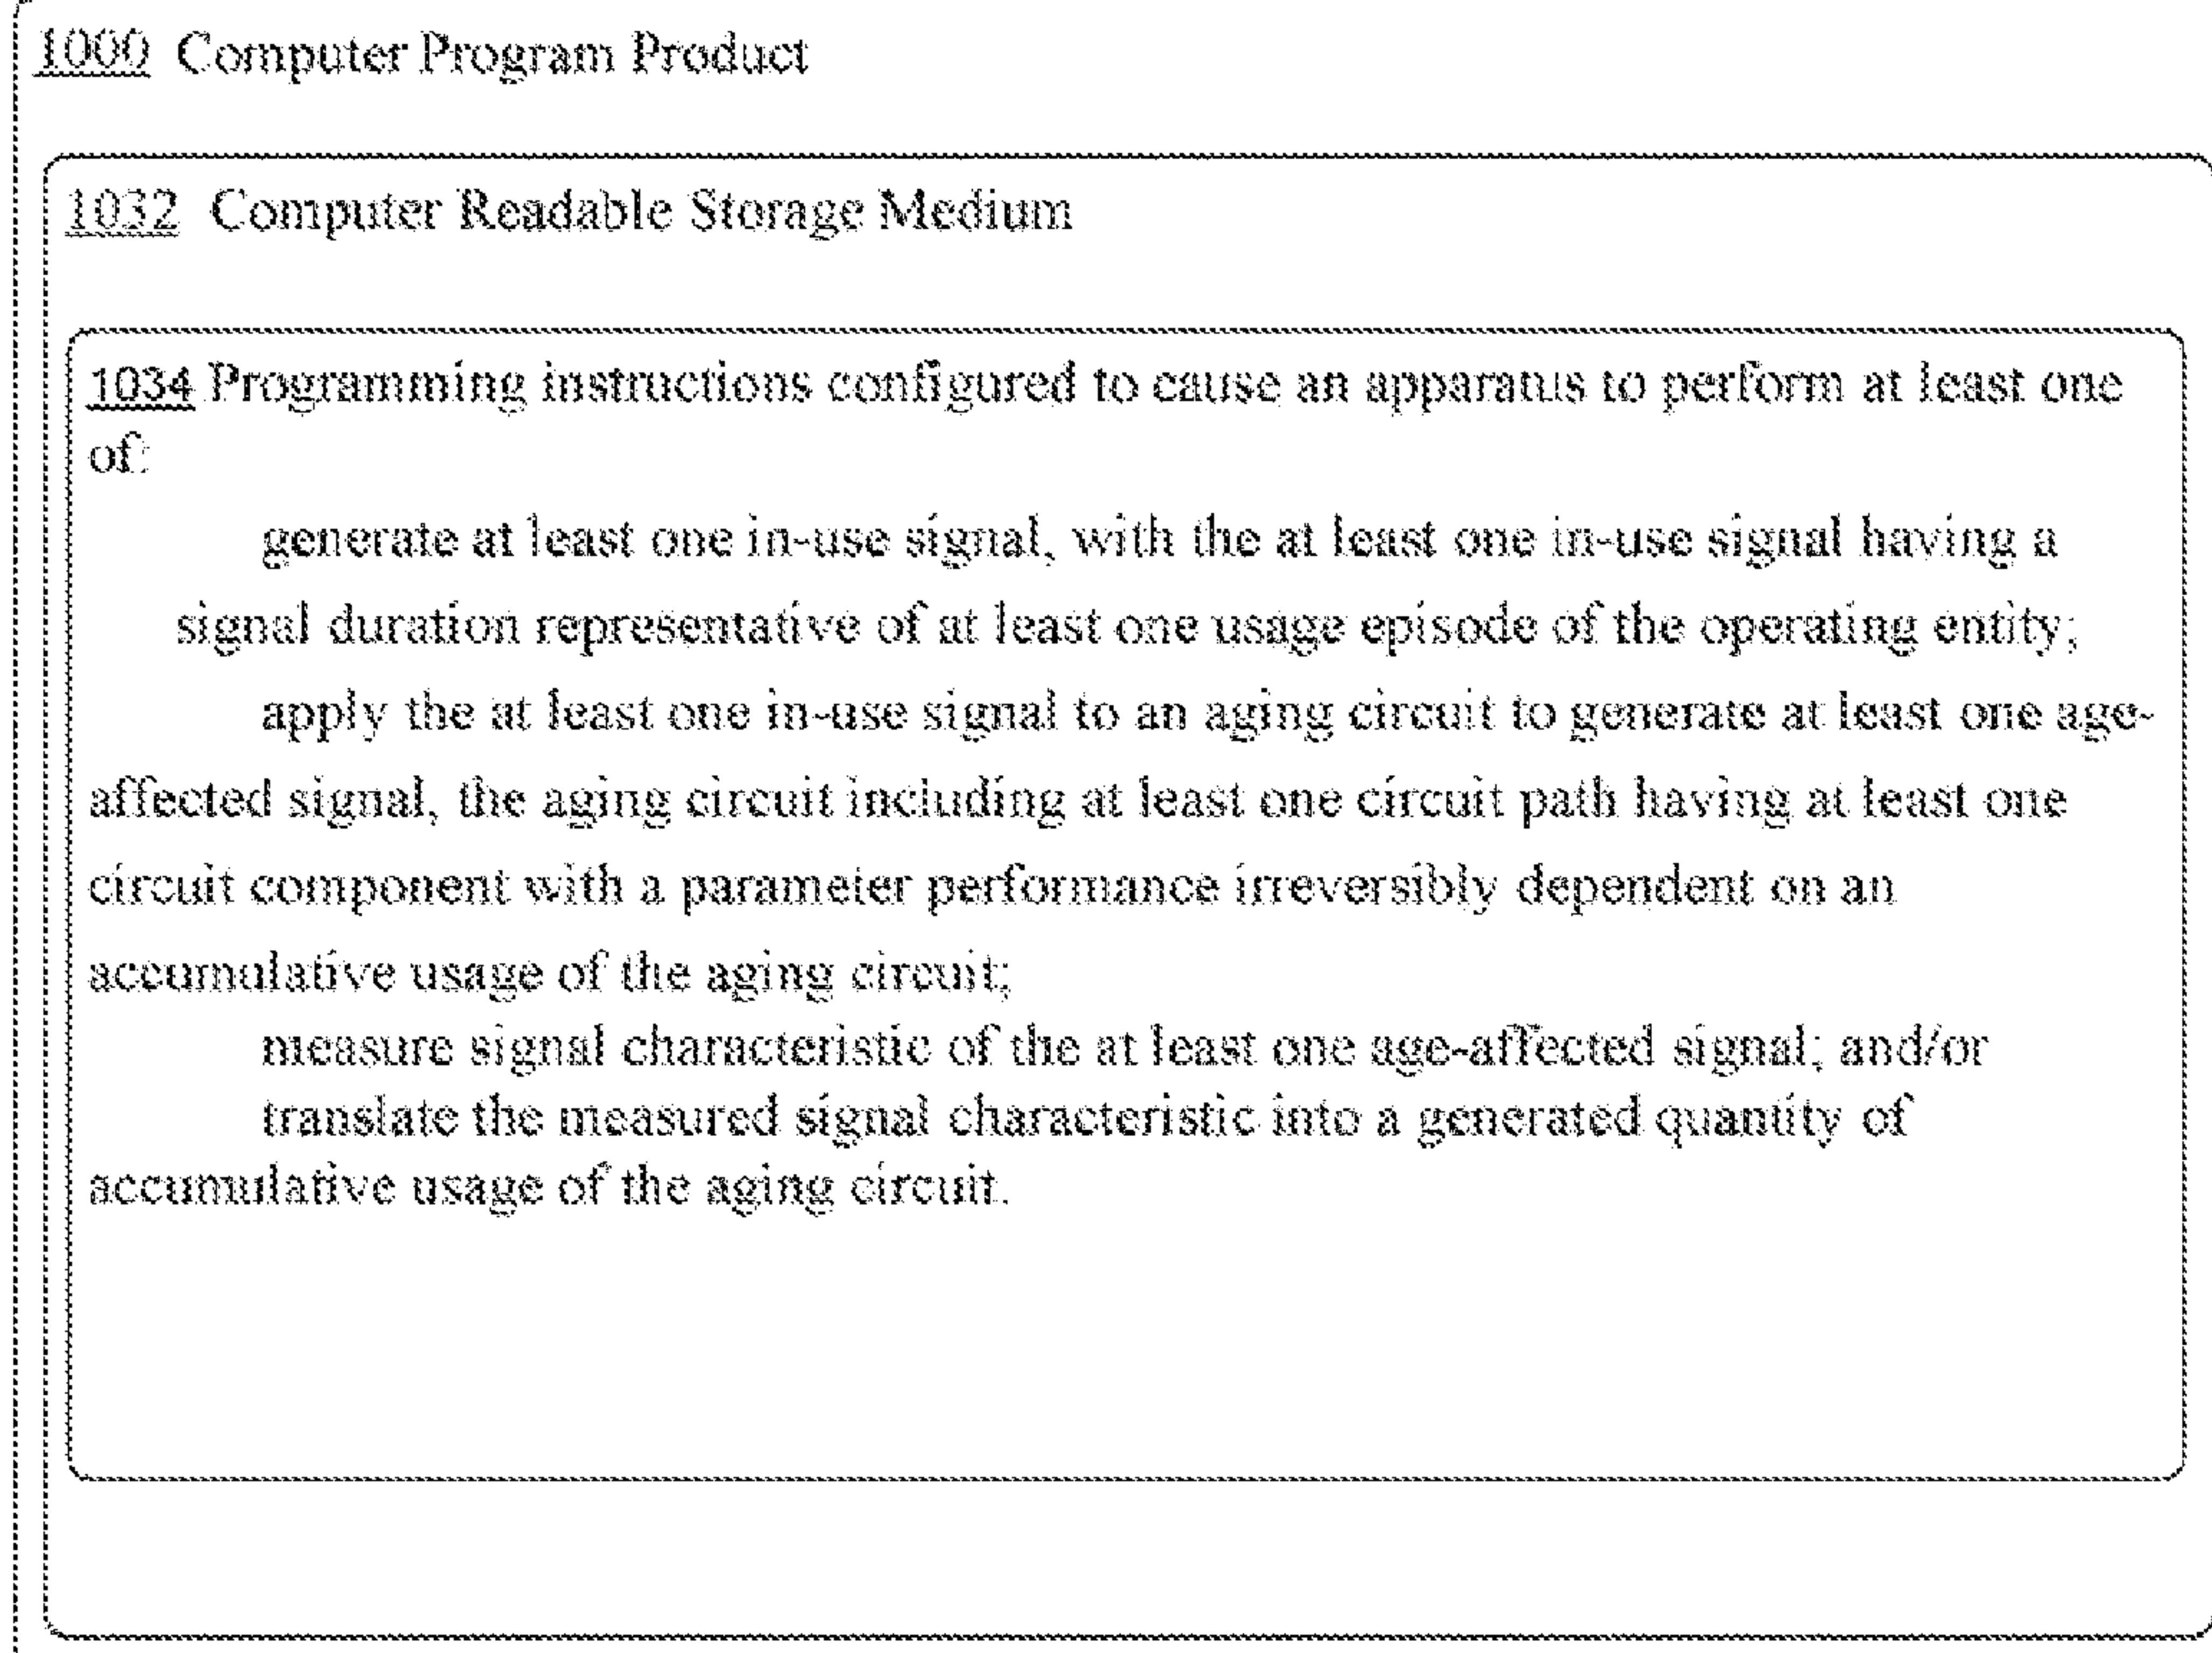 1000 Computer Program Product
1032 Computer Readable Storage Medium
1034 Programming instructions configured to cause an apparatus to perform at least one
of:
generate at least one in-use signal, with the at least one in-use signal having a
signal duration representative of at least one usage episode of the operating entity;
apply the at least one in-use signal to an aging circuit to generate at least one age-
affected signal, the aging circuit including at least one circuit path having at least one
circuit component with a parameter performance irreversibly dependent on an
accumulative usage of the aging circuit;
measure signal characteristic of the at least one age-affected signal; and/or
translate the measured signal characteristic into a generated quantity of
accumulative usage of the aging circuit.